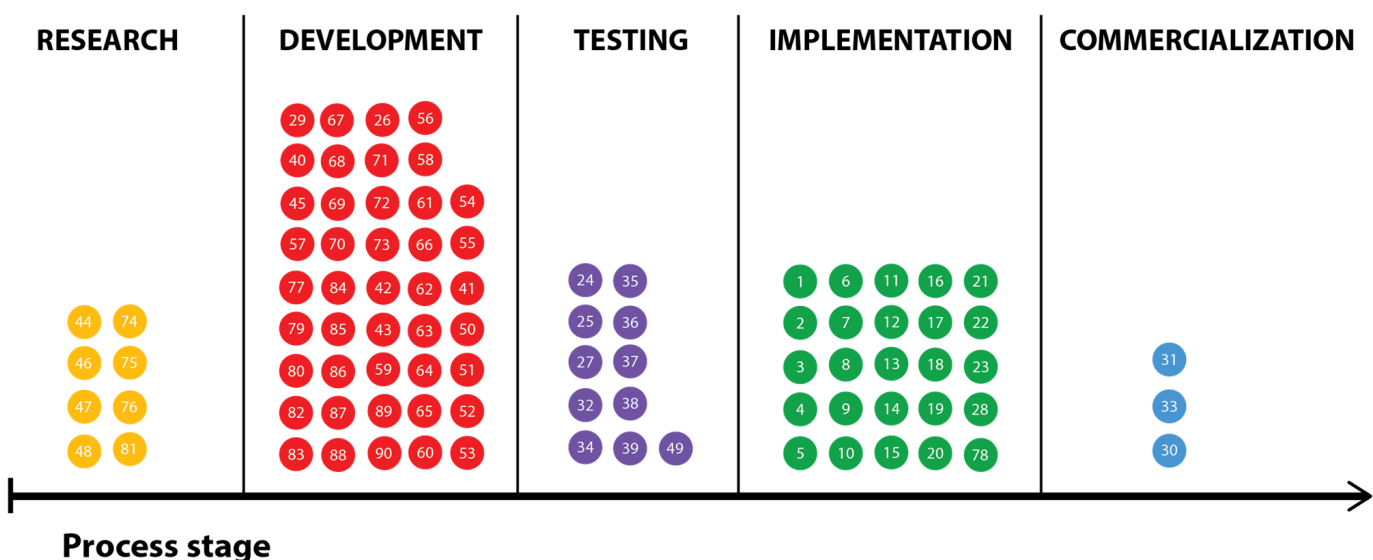 RESEARCH DEVELOPMENT TESTING IMPLEMENTATION COMMERCIALIZATION
29 67 26 56
40 68 71 58
45 69 72 61 54
57 70 73 66 55
24 35 1 6 11 16 21
77 84 42 62 41
44 74 25 36 2 7 12 17 22
79 85 43 63 50
46 75 27 37 3 8 13 18 23 31
80 86 59 64 51
47 76 32 38 4 9 14 19 28 33
82 87 89 65 52
48 81 34 39 49 5 10 15 20 78 30
83 88 90 60 53
Process stage